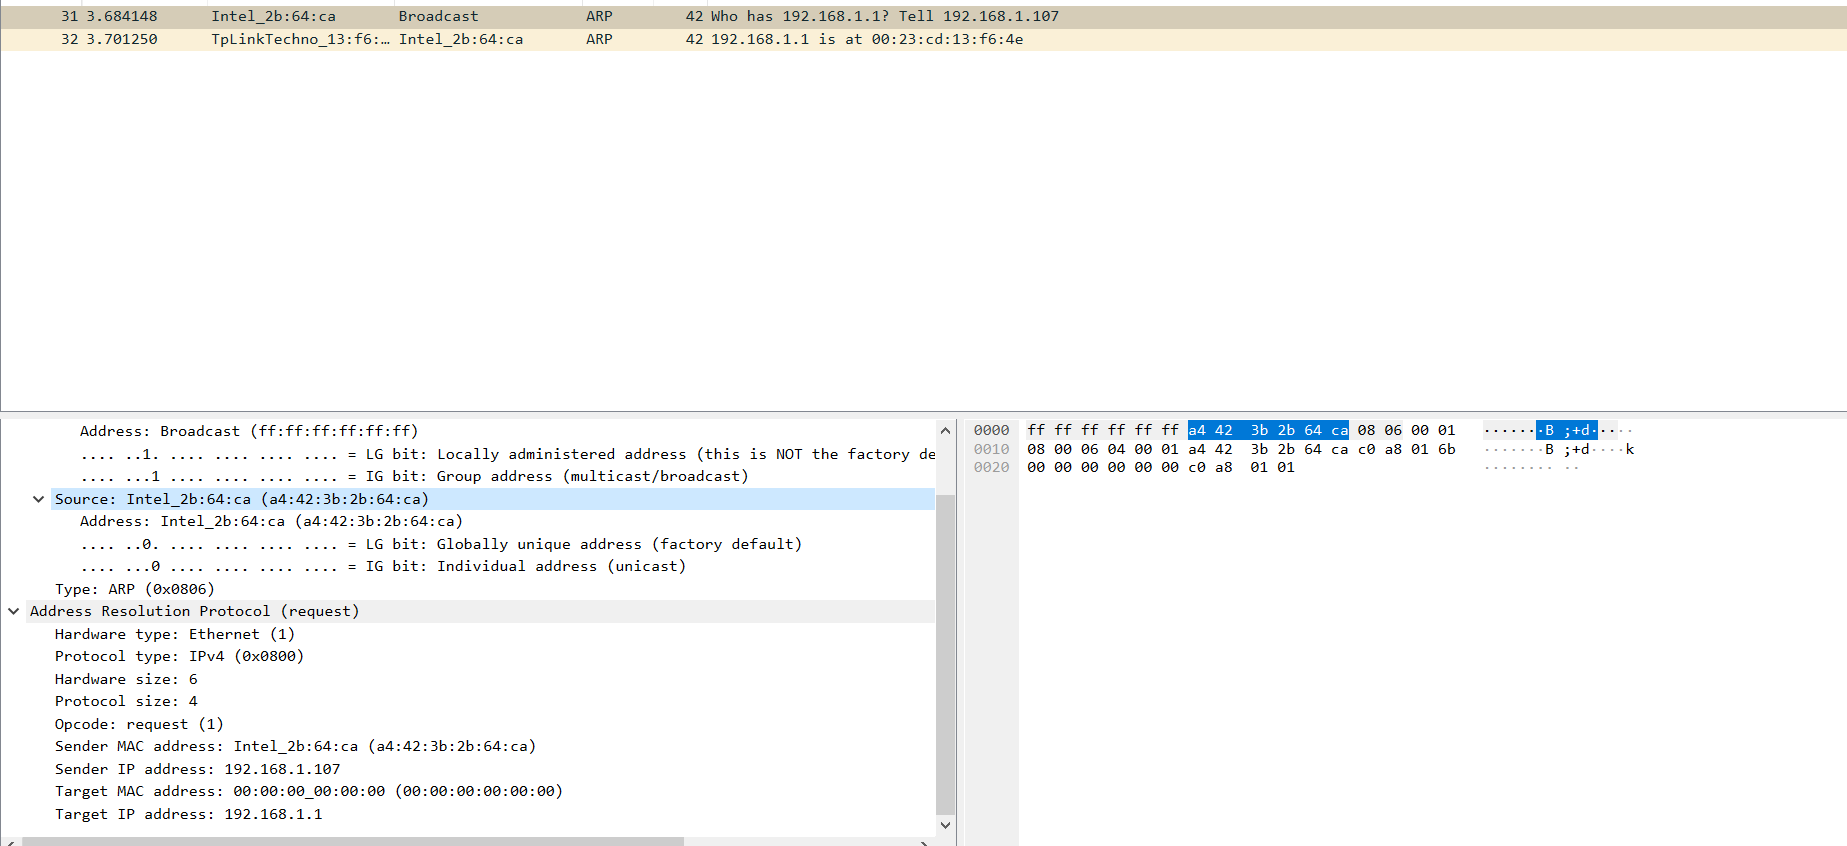 31 3.684148 Intel_2b:64:ca Broadcast ARP 42 Who has 192.168.1.1? Tell 192.168.1.107
32 3.701250 TpLinkTechno_13:f6:… Intel_2b:64:ca ARP 42 192.168.1.1 is at 00:23:cd:13:f6:4e
Address: Broadcast (ff:ff:ff:ff:ff:ff)
.... ..1. .... .... .... .... = LG bit: Locally administered address (this is NOT the factory de
.... ...1 .... .... .... .... = IG bit: Group address (multicast/broadcast)
Source: Intel_2b:64:ca (a4:42:3b:2b:64:ca)
Address: Intel_2b:64:ca (a4:42:3b:2b:64:ca)
.... ..0. .... .... .... .... = LG bit: Globally unique address (factory default)
.... ...0 .... .... .... .... = IG bit: Individual address (unicast)
Type: ARP (0x0806)
Address Resolution Protocol (request)
Hardware type: Ethernet (1)
Protocol type: IPv4 (0x0800)
Hardware size: 6
Protocol size: 4
Opcode: request (1)
Sender MAC address: Intel_2b:64:ca (a4:42:3b:2b:64:ca)
Sender IP address: 192.168.1.107
Target MAC address: 00:00:00_00:00:00 (00:00:00:00:00:00)
Target IP address: 192.168.1.1
0000 ff ff ff ff ff ff a4 42 3b 2b 64 ca 08 06 00 01 ·······B ;+d·····
0010 08 00 06 04 00 01 a4 42 3b 2b 64 ca c0 a8 01 6b ·······B ;+d····k
0020 00 00 00 00 00 00 c0 a8 01 01 ········ ··